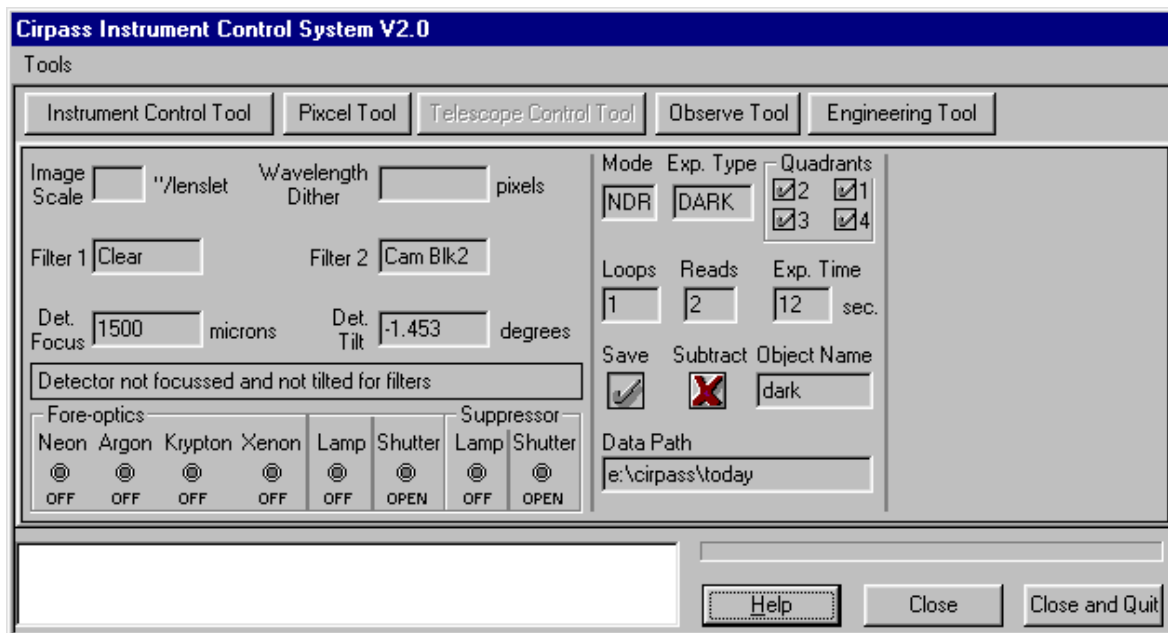 Cirpass Instrument Control System V2.0
Tools
Instrument Control Tool Pixcel Tool Telescope Control Tool Observe Tool Engineering Tool
Image Scale "/lenslet Wavelength Dither pixels
Filter 1 Clear Filter 2 Cam Blk2
Det. Focus 1500 microns Det. Tilt -1.453 degrees
Detector not focussed and not tilted for filters
Fore-optics Suppressor
Neon Argon Krypton Xenon Lamp Shutter Lamp Shutter
OFF OFF OFF OFF OFF OPEN OFF OPEN
Mode Exp. Type Quadrants
NDR DARK 2 1
3 4
Loops Reads Exp. Time
1 2 12 sec.
Save Subtract Object Name
dark
Data Path
e:\cirpass\today
Help Close Close and Quit